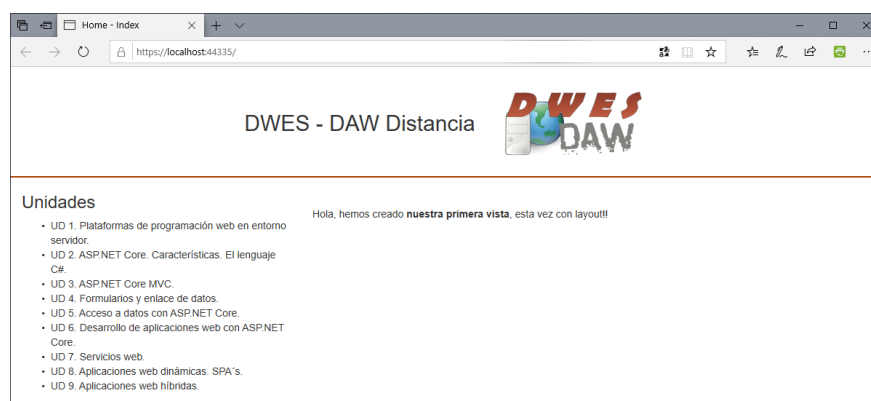 Home - Index
https://localhost:44335/
DWES - DAW Distancia
DWES
DAW
Unidades
Hola, hemos creado nuestra primera vista, esta vez con layout!!
UD 1. Plataformas de programación web en entorno
servidor.
UD 2. ASP.NET Core. Características. El lenguaje
C#.
UD 3. ASP.NET Core MVC.
UD 4. Formularios y enlace de datos.
UD 5. Acceso a datos con ASP.NET Core.
UD 6. Desarrollo de aplicaciones web con ASP.NET
Core.
UD 7. Servicios web.
UD 8. Aplicaciones web dinámicas. SPA´s.
UD 9. Aplicaciones web híbridas.